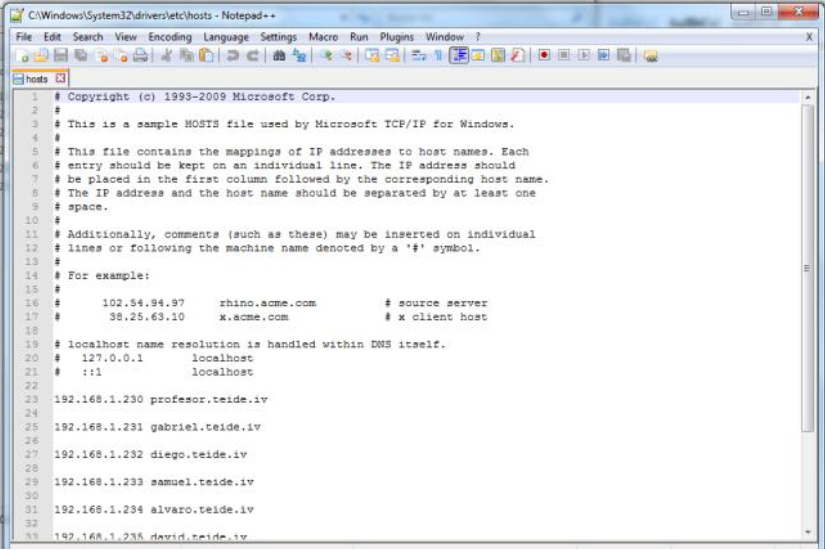 C:\Windows\System32\drivers\etc\hosts - Notepad++
File Edit Search View Encoding Language Settings Macro Run Plugins Window ? X
hosts
1 # Copyright (c) 1993-2009 Microsoft Corp.
2 #
3 # This is a sample HOSTS file used by Microsoft TCP/IP for Windows.
4 #
5 # This file contains the mappings of IP addresses to host names. Each
6 # entry should be kept on an individual line. The IP address should
7 # be placed in the first column followed by the corresponding host name.
8 # The IP address and the host name should be separated by at least one
9 # space.
10 #
11 # Additionally, comments (such as these) may be inserted on individual
12 # lines or following the machine name denoted by a '#' symbol.
13 #
14 # For example:
15 #
16 # 102.54.94.97 rhino.acme.com # source server
17 # 38.25.63.10 x.acme.com # x client host
18
19 # localhost name resolution is handled within DNS itself.
20 # 127.0.0.1 localhost
21 # ::1 localhost
22
23 192.168.1.230 profesor.teide.iv
24
25 192.168.1.231 gabriel.teide.iv
26
27 192.168.1.232 diego.teide.iv
28
29 192.168.1.233 samuel.teide.iv
30
31 192.168.1.234 alvaro.teide.iv
32
33 192.168.1.235 david.teide.iv